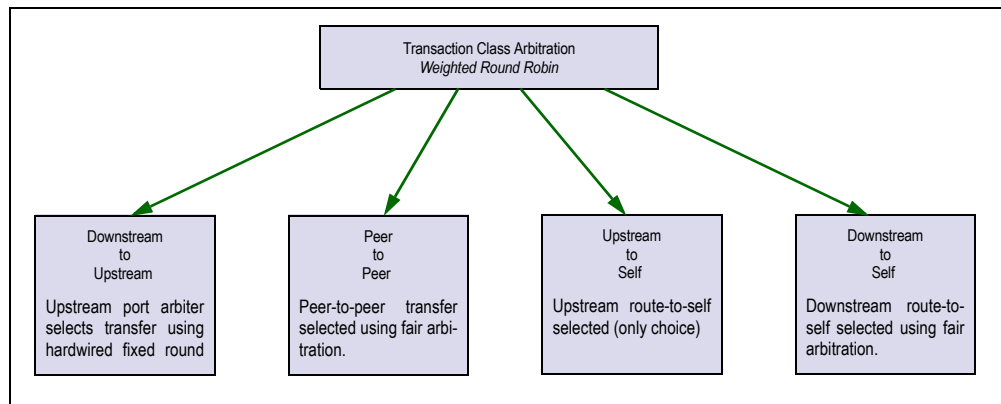 Transaction Class Arbitration
Weighted Round Robin
Downstream
to
Upstream
Upstream port arbiter
selects transfer using
hardwired fixed round
Peer
to
Peer
Peer-to-peer transfer
selected using fair arbi-
tration.
Upstream
to
Self
Upstream route-to-self
selected (only choice)
Downstream
to
Self
Downstream route-to-
self selected using fair
arbitration.